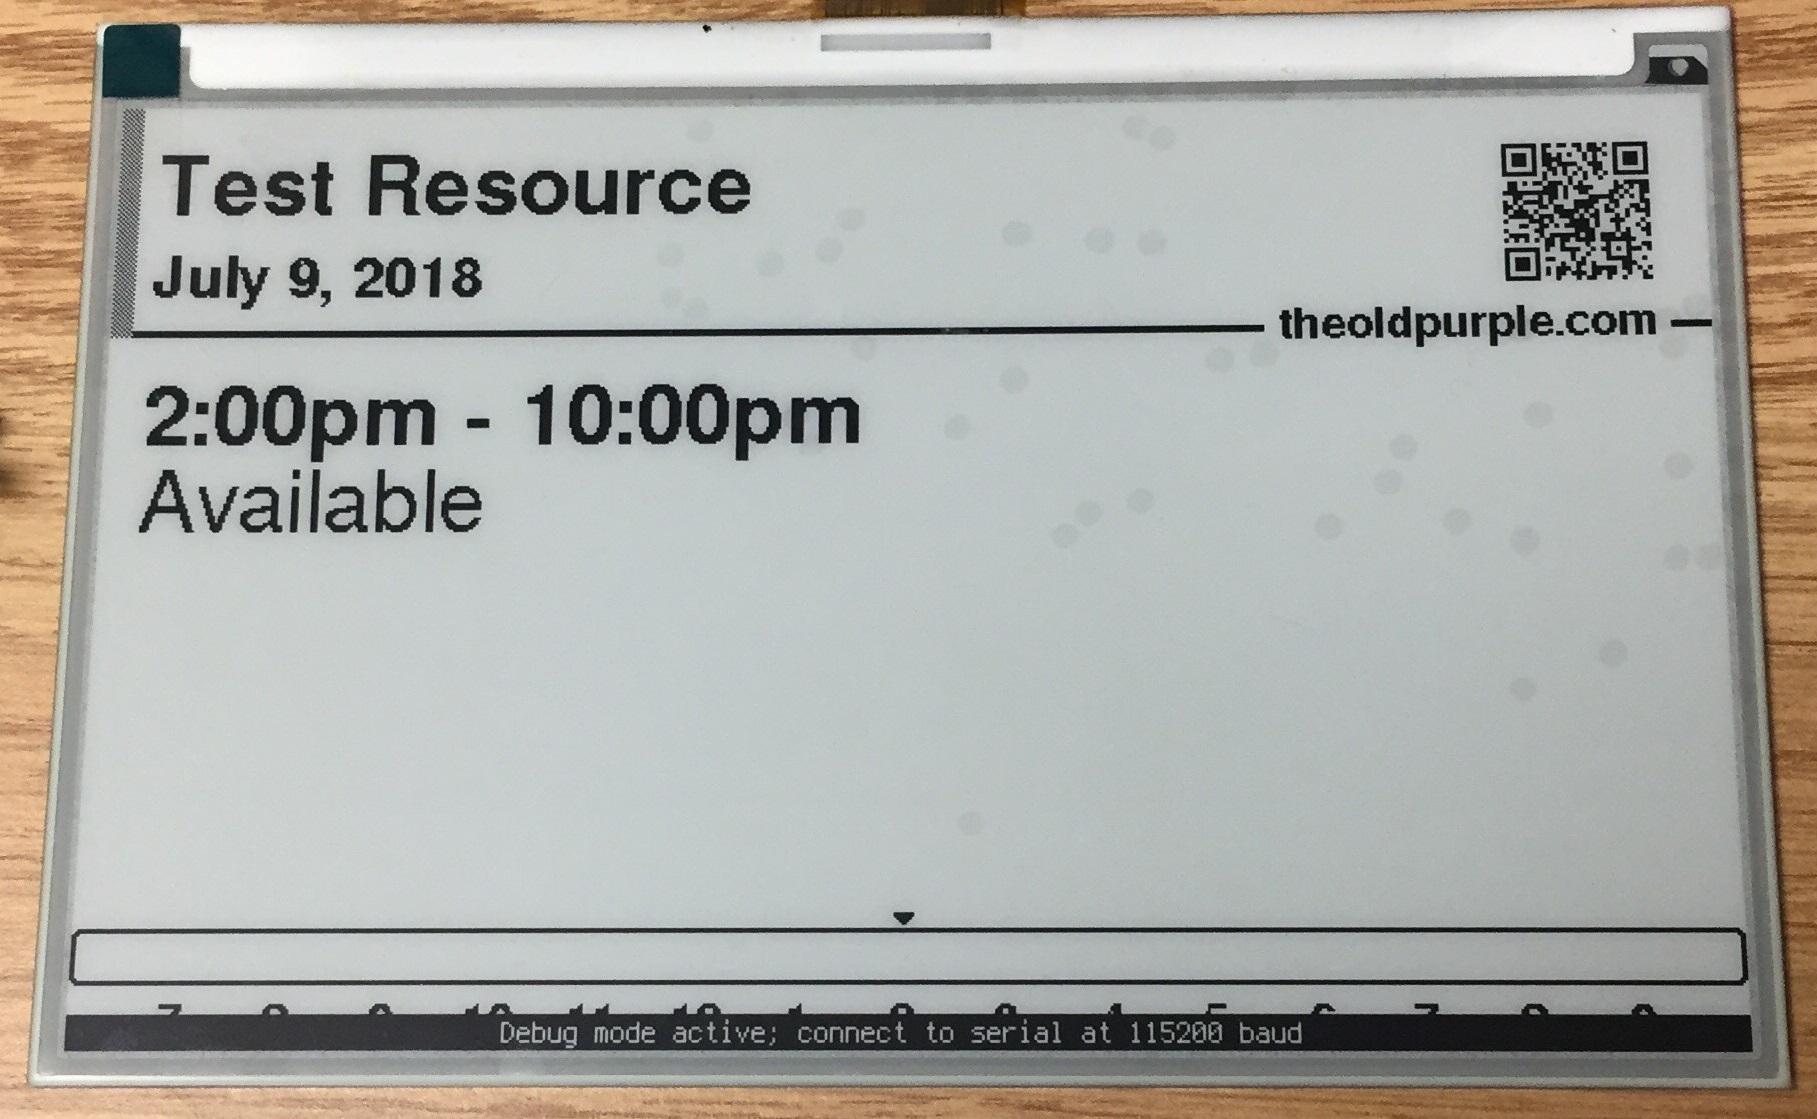 Test Resource
July 9, 2018
theoldpurple.com
2:00pm - 10:00pm
Available
Debug mode active; connect to serial at 115200 baud